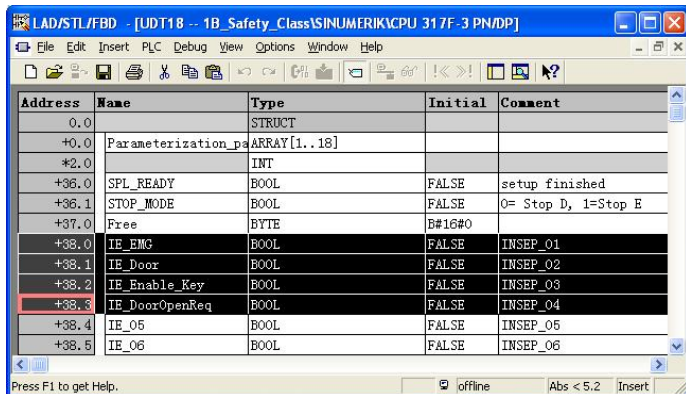 LAD/STL/FBD - [UDT18 -- 1B_Safety_Class\SINUMERIK\CPU 317F-3 PN/DP]
File Edit Insert PLC Debug View Options Window Help
Address Name Type Initial Comment
0.0 STRUCT
+0.0 Parameterization_pa ARRAY[1..18]
*2.0 INT
+36.0 SPL_READY BOOL FALSE setup finished
+36.1 STOP_MODE BOOL FALSE 0= Stop D, 1=Stop E
+37.0 Free BYTE B#16#0
+38.0 IE_EMG BOOL FALSE INSEP_01
+38.1 IE_Door BOOL FALSE INSEP_02
+38.2 IE_Enable_Key BOOL FALSE INSEP_03
+38.3 IE_DoorOpenReq BOOL FALSE INSEP_04
+38.4 IE_05 BOOL FALSE INSEP_05
+38.5 IE_06 BOOL FALSE INSEP_06
Press F1 to get Help. offline Abs < 5.2 Insert